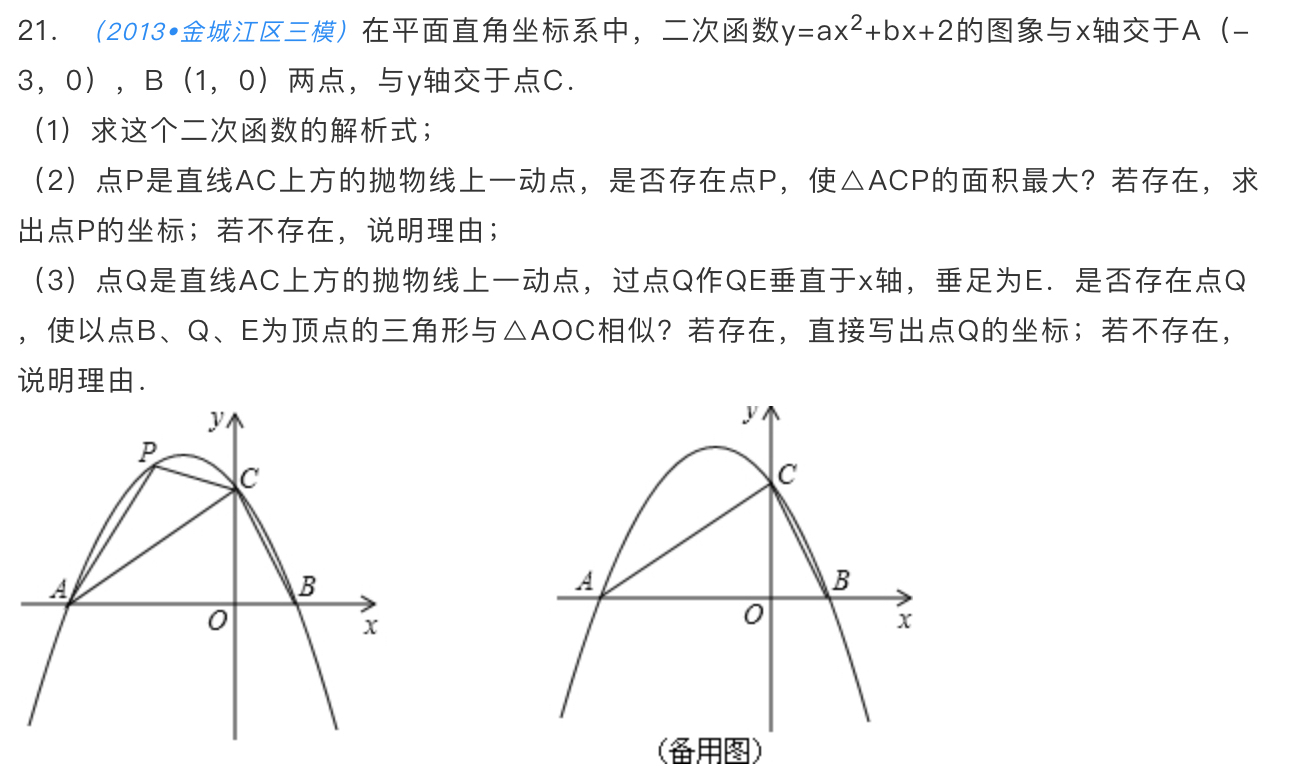 21. （2013•金城江区三模）在平面直角坐标系中，二次函数y=ax²+bx+2的图象与x轴交于A（−
3，0），B（1，0）两点，与y轴交于点C．
（1）求这个二次函数的解析式；
（2）点P是直线AC上方的抛物线上一动点，是否存在点P，使△ACP的面积最大？若存在，求
出点P的坐标；若不存在，说明理由；
（3）点Q是直线AC上方的抛物线上一动点，过点Q作QE垂直于x轴，垂足为E．是否存在点Q
，使以点B、Q、E为顶点的三角形与△AOC相似？若存在，直接写出点Q的坐标；若不存在，
说明理由．
y
P
C
A
B
O
x
y
C
A
B
O
x
（备用图）